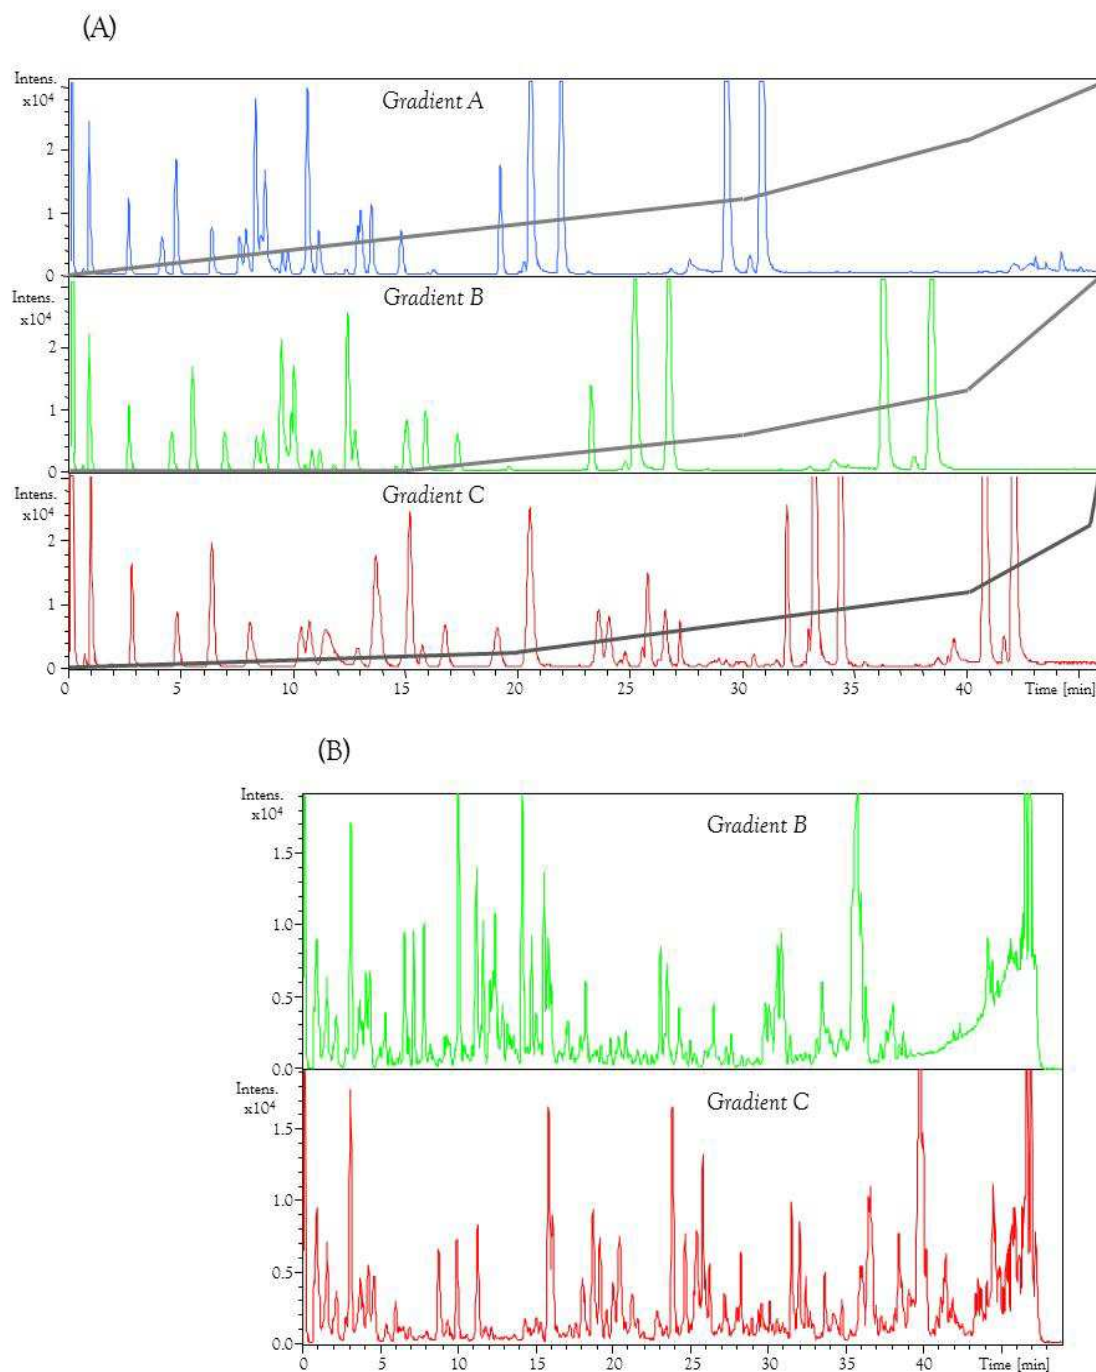 (A)
Intens.
x10⁴
Gradient A
2
1
0
Intens.
x10⁴
Gradient B
2
1
0
Intens.
x10⁴
Gradient C
2
1
0
0 5 10 15 20 25 30 35 40 Time [min]
(B)
Intens.
x10⁴
Gradient B
1.5
1.0
0.5
0.0
Intens.
x10⁴
Gradient C
1.5
1.0
0.5
0.0
0 5 10 15 20 25 30 35 40 Time [min]